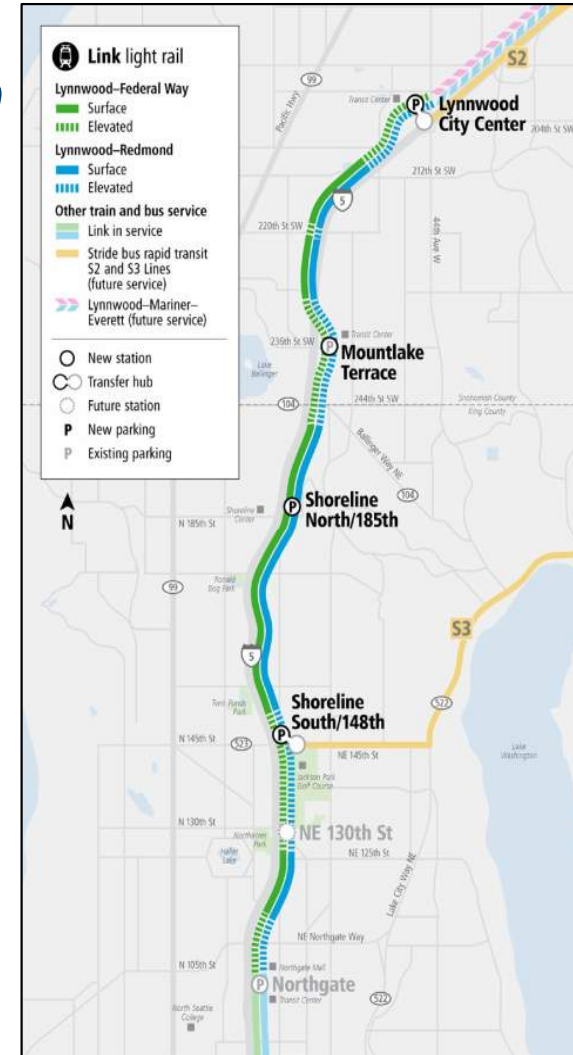 Link light rail
Lynnwood–Federal Way
Surface
Elevated
Lynnwood–Redmond
Surface
Elevated
Other train and bus service
Link in service
Stride bus rapid transit
S2 and S3 Lines
(future service)
Lynnwood–Mariner–
Everett (future service)
New station
Transfer hub
Future station
P New parking
P Existing parking
N
S2
99
Pacific Hwy
Transit Center
P
Lynnwood
City Center
204th St SW
212th St SW
5
220th St SW
44th Ave W
236th St SW
Transit Center
P
Mountlake
Terrace
Lake
Ballinger
244th St SW
Snohomish County
King County
104
Ballinger Way NE
104
Shoreline
Center
P
Shoreline
North/185th
N 185th St
99
Ronald
Bog Park
5
S3
Shoreline
South/148th
522
Twin Ponds
Park
P
N 145th St
523
NE 145th St
Lake
Washington
Jackson Park
Golf Course
N 130th St
Northacres
Park
NE 130th St
Haller
Lake
NE 125th St
Lake City Way NE
NE Northgate Way
N 105th St
Northgate Mall
P
Northgate
Transit Center
522
North Seattle
College